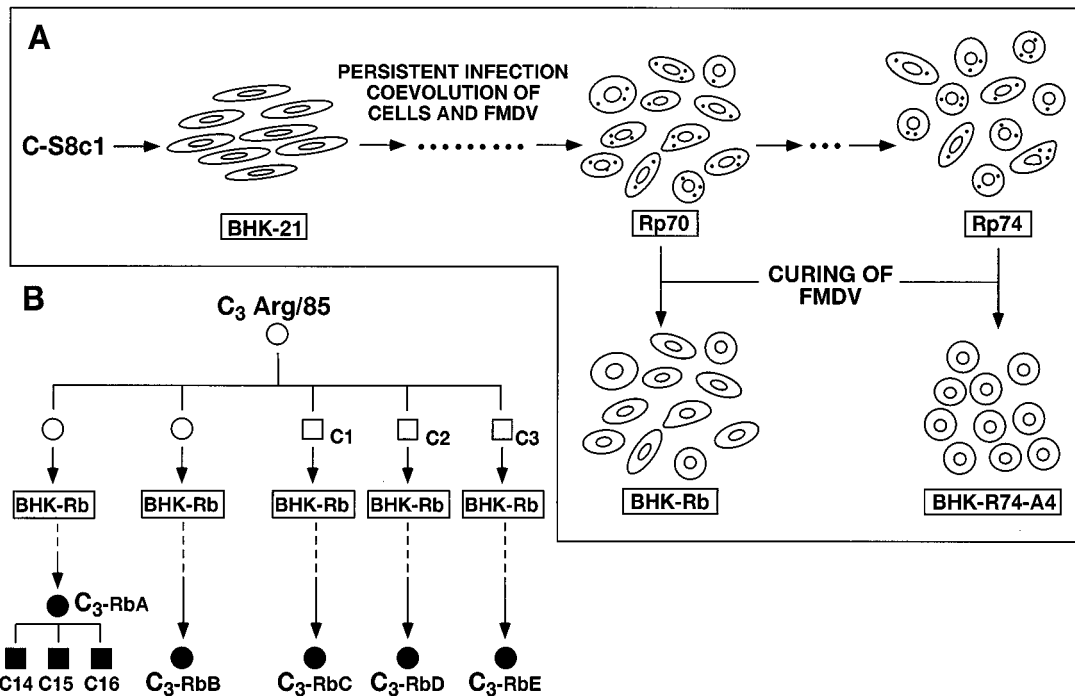 A
PERSISTENT INFECTION
COEVOLUTION OF
CELLS AND FMDV
C-S8c1
BHK-21
Rp70
Rp74
CURING OF
FMDV
BHK-Rb
BHK-R74-A4
B
C3 Arg/85
C1
C2
C3
BHK-Rb
BHK-Rb
BHK-Rb
BHK-Rb
BHK-Rb
C3-RbA
C14
C15
C16
C3-RbB
C3-RbC
C3-RbD
C3-RbE